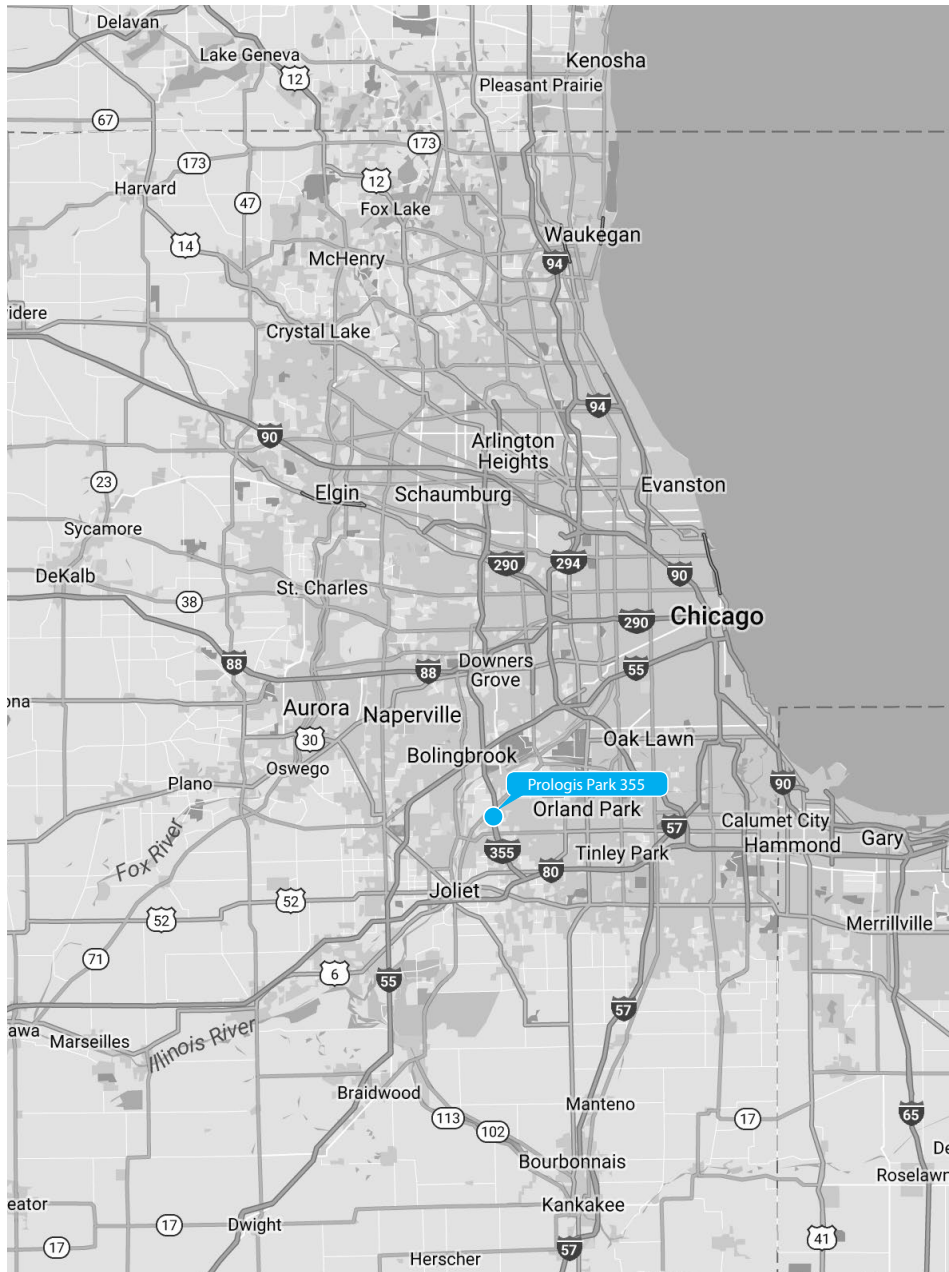 Delavan
Lake Geneva
Kenosha
12
Pleasant Prairie
67
173
173
12
Harvard
47
Fox Lake
14
Waukegan
McHenry
94
idere
Crystal Lake
94
90
Arlington
Heights
23
Elgin
Schaumburg
Evanston
Sycamore
290
294
DeKalb
90
St. Charles
38
Chicago
290
88
88
Downers
Grove
55
ona
Aurora
Naperville
30
Oak Lawn
Bolingbrook
Oswego
Plano
Prologis Park 355
90
Orland Park
Fox River
57
Calumet City
Hammond
Gary
355
Tinley Park
80
Joliet
52
52
Merrillville
71
6
55
57
awa
Marseilles
Illinois River
Braidwood
Manteno
113
102
17
65
Bourbonnais
De
Roselawn
eator
Kankakee
17
Dwight
41
17
57
Herscher